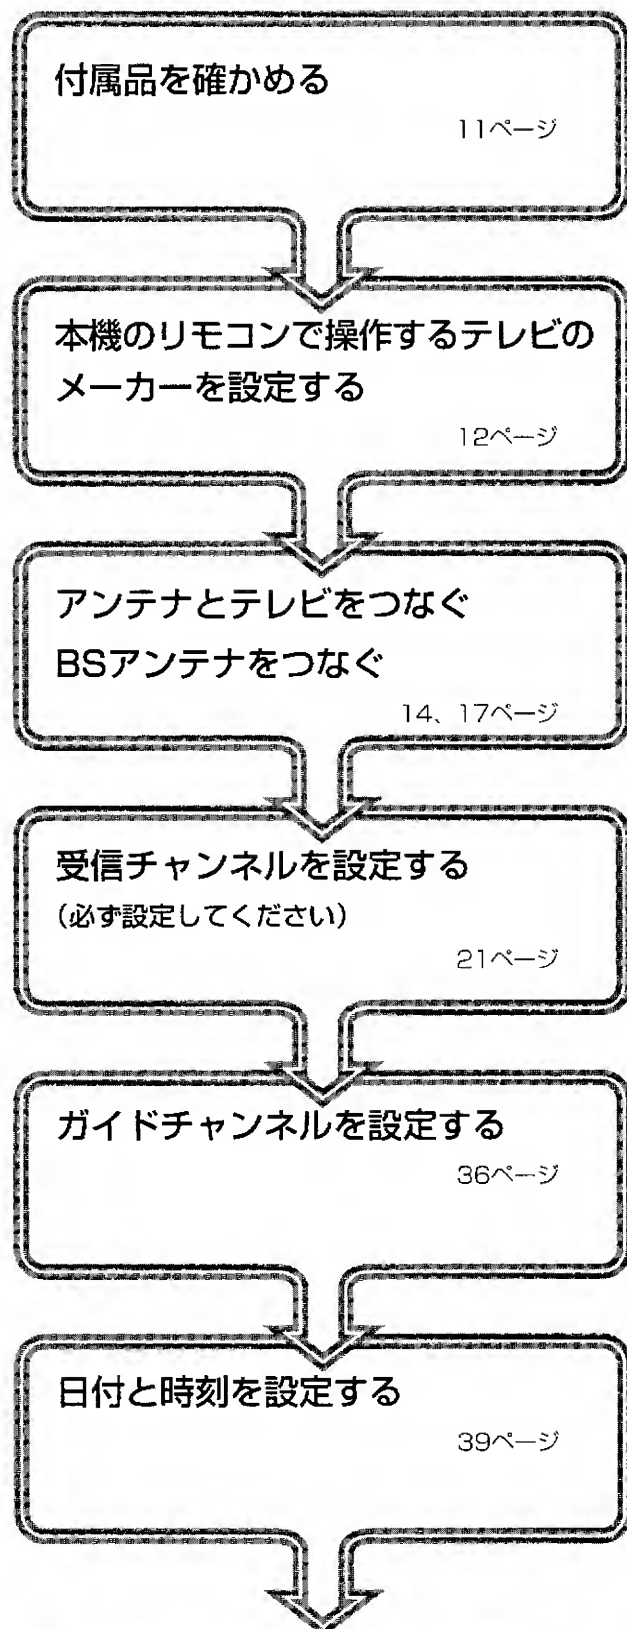 付属品を確かめる
11ページ
本機のリモコンで操作するテレビの
メーカーを設定する
12ページ
アンテナとテレビをつなぐ
BSアンテナをつなぐ
14、17ページ
受信チャンネルを設定する
（必ず設定してください）
21ページ
ガイドチャンネルを設定する
36ページ
日付と時刻を設定する
39ページ